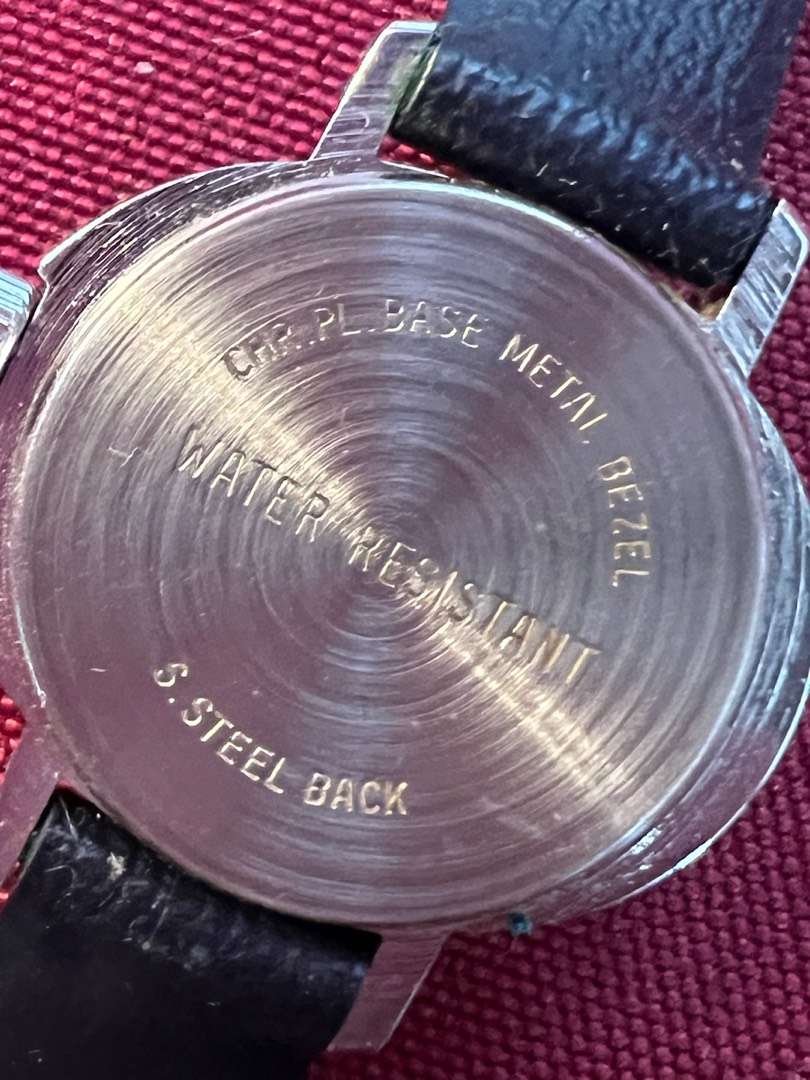 CHR.PL.BASE METAL BEZEL
WATER RESISTANT
S.STEEL BACK